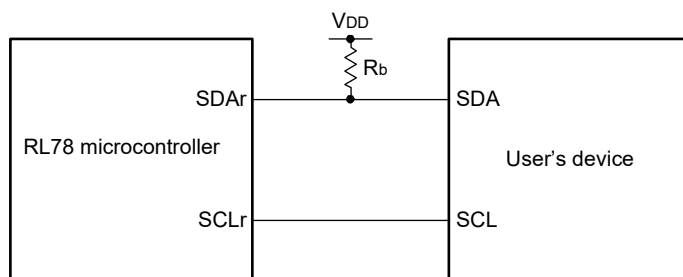 VDD
Rb
SDAr
SDA
RL78 microcontroller
User's device
SCLr
SCL